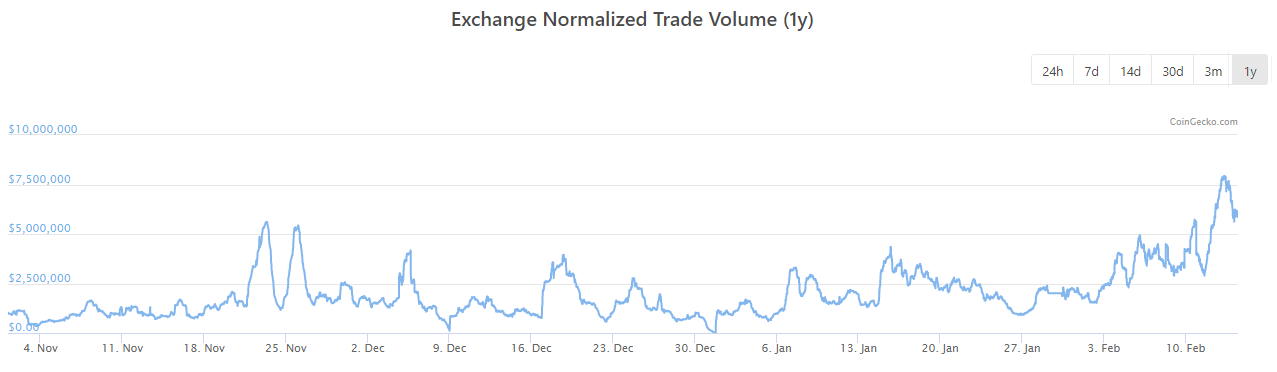 Exchange Normalized Trade Volume (1y)
24h 7d 14d 30d 3m 1y
CoinGecko.com
$10,000,000
$7,500,000
$5,000,000
$2,500,000
$0.00
4. Nov 11. Nov 18. Nov 25. Nov 2. Dec 9. Dec 16. Dec 23. Dec 30. Dec 6. Jan 13. Jan 20. Jan 27. Jan 3. Feb 10. Feb